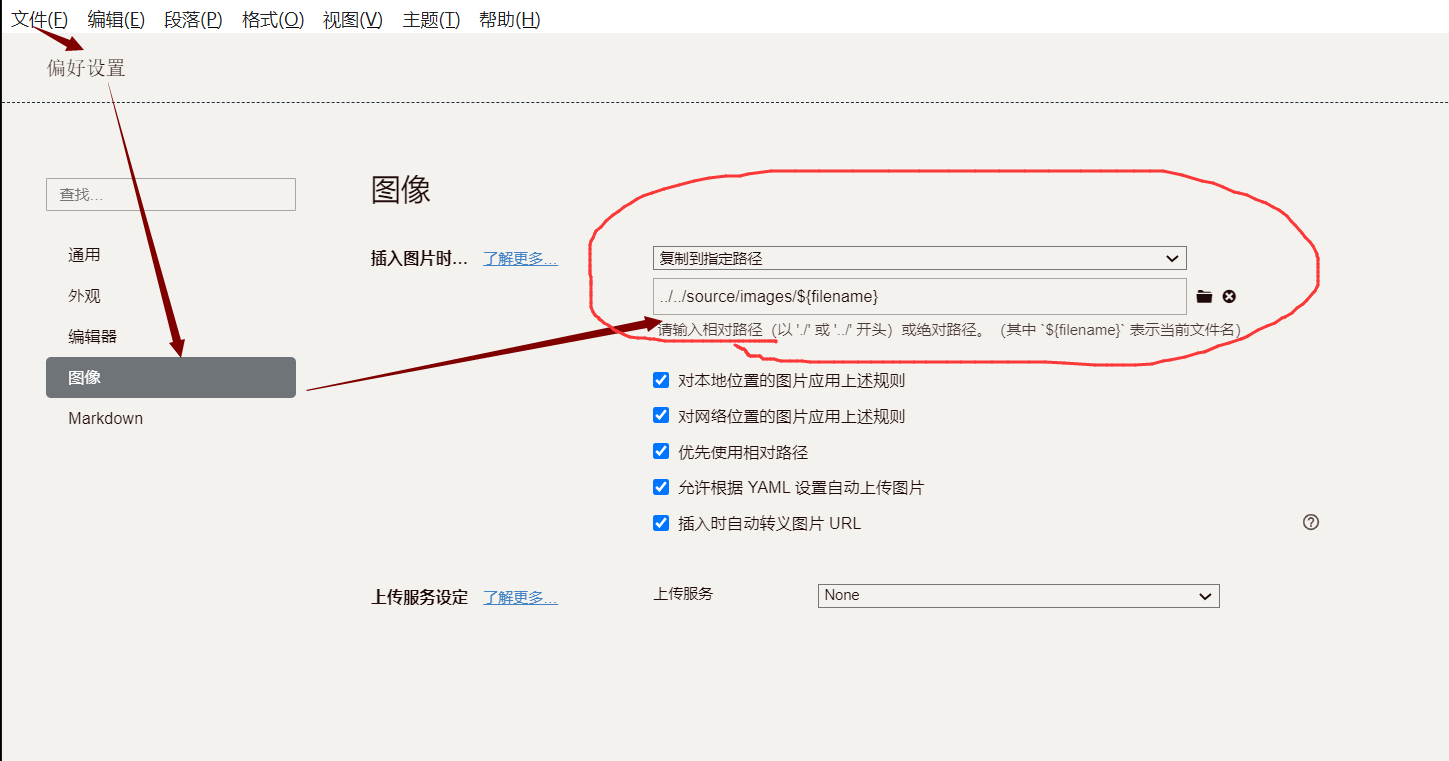 文件(F) 编辑(E) 段落(P) 格式(O) 视图(V) 主题(T) 帮助(H)
偏好设置
查找...
通用
外观
编辑器
图像
Markdown
图像
插入图片时... 了解更多...
复制到指定路径
../../source/images/${filename}
请输入相对路径（以 './' 或 '../' 开头）或绝对路径。（其中 `${filename}` 表示当前文件名）
对本地位置的图片应用上述规则
对网络位置的图片应用上述规则
优先使用相对路径
允许根据 YAML 设置自动上传图片
插入时自动转义图片 URL
上传服务设定 了解更多... 上传服务 None